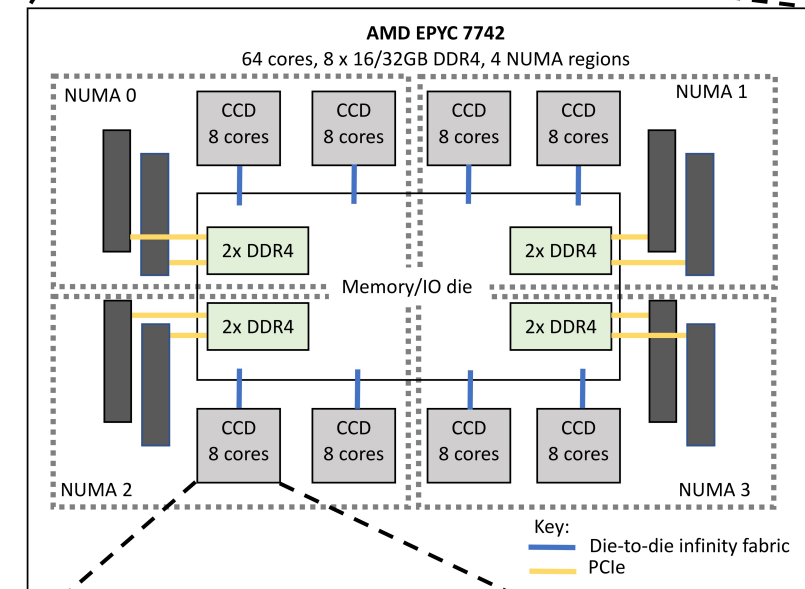 AMD EPYC 7742
64 cores, 8 x 16/32GB DDR4, 4 NUMA regions
NUMA 0
NUMA 1
CCD
8 cores
CCD
8 cores
CCD
8 cores
CCD
8 cores
2x DDR4
2x DDR4
Memory/IO die
2x DDR4
2x DDR4
CCD
8 cores
CCD
8 cores
CCD
8 cores
CCD
8 cores
NUMA 2
NUMA 3
Key:
Die-to-die infinity fabric
PCIe